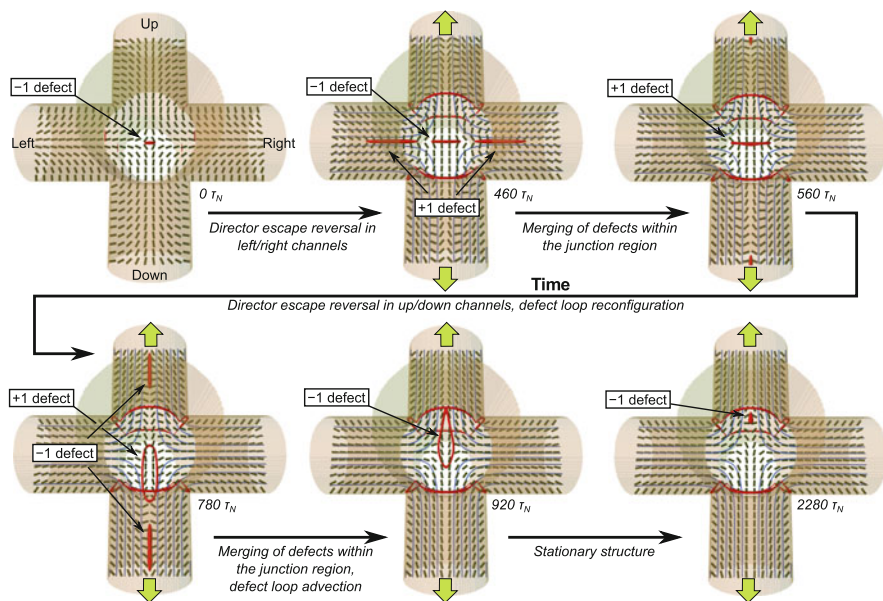 Up
−1 defect
Left
Right
0 τN
Down
Director escape reversal in
left/right channels
−1 defect
+1 defect
460 τN
Merging of defects within
the junction region
+1 defect
560 τN
Time
Director escape reversal in up/down channels, defect loop reconfiguration
+1 defect
−1 defect
780 τN
Merging of defects within
the junction region,
defect loop advection
−1 defect
920 τN
Stationary structure
−1 defect
2280 τN